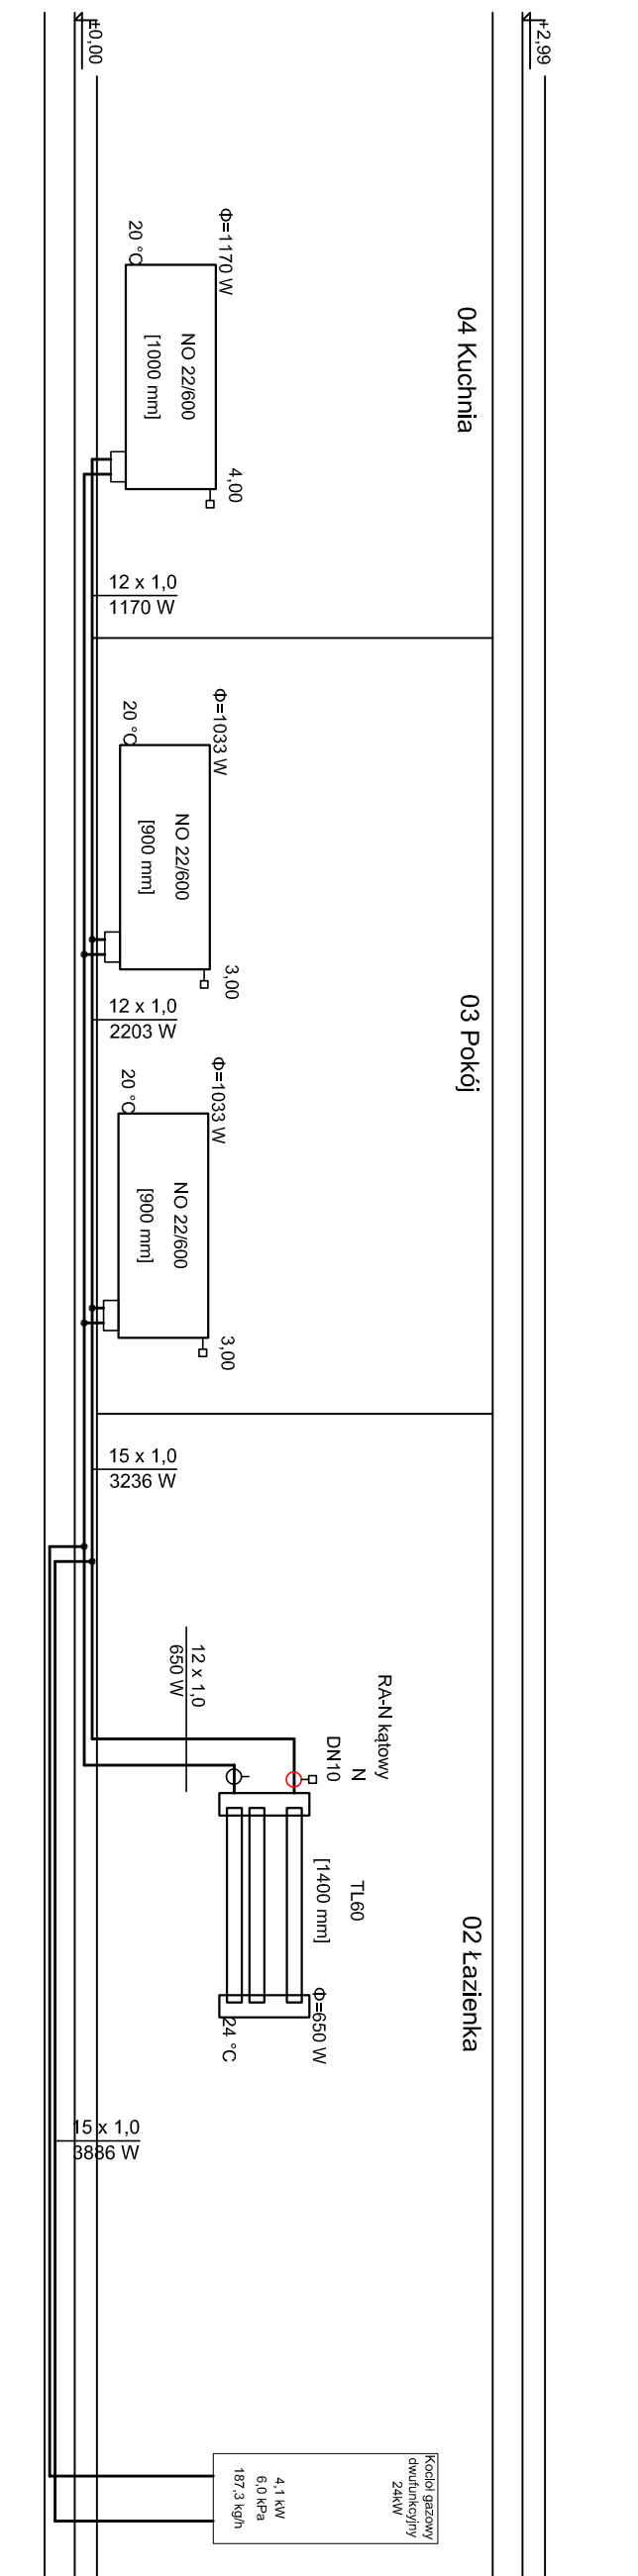 ±0,00
+2,99
04 Kuchnia
Φ=1170 W
20 °C
NO 22/600
[1000 mm]
4,00
12 x 1,0
1170 W
03 Pokój
Φ=1033 W
20 °C
NO 22/600
[900 mm]
3,00
12 x 1,0
2203 W
Φ=1033 W
20 °C
NO 22/600
[900 mm]
3,00
15 x 1,0
3236 W
12 x 1,0
650 W
RA-N kątowy
N
DN10
02 Łazienka
TL60
[1400 mm]
Φ=650 W
24 °C
15 x 1,0
3886 W
Kocioł gazowy
dwufunkcyjny
24kW
4,1 kW
6,0 kPa
187,3 kg/h